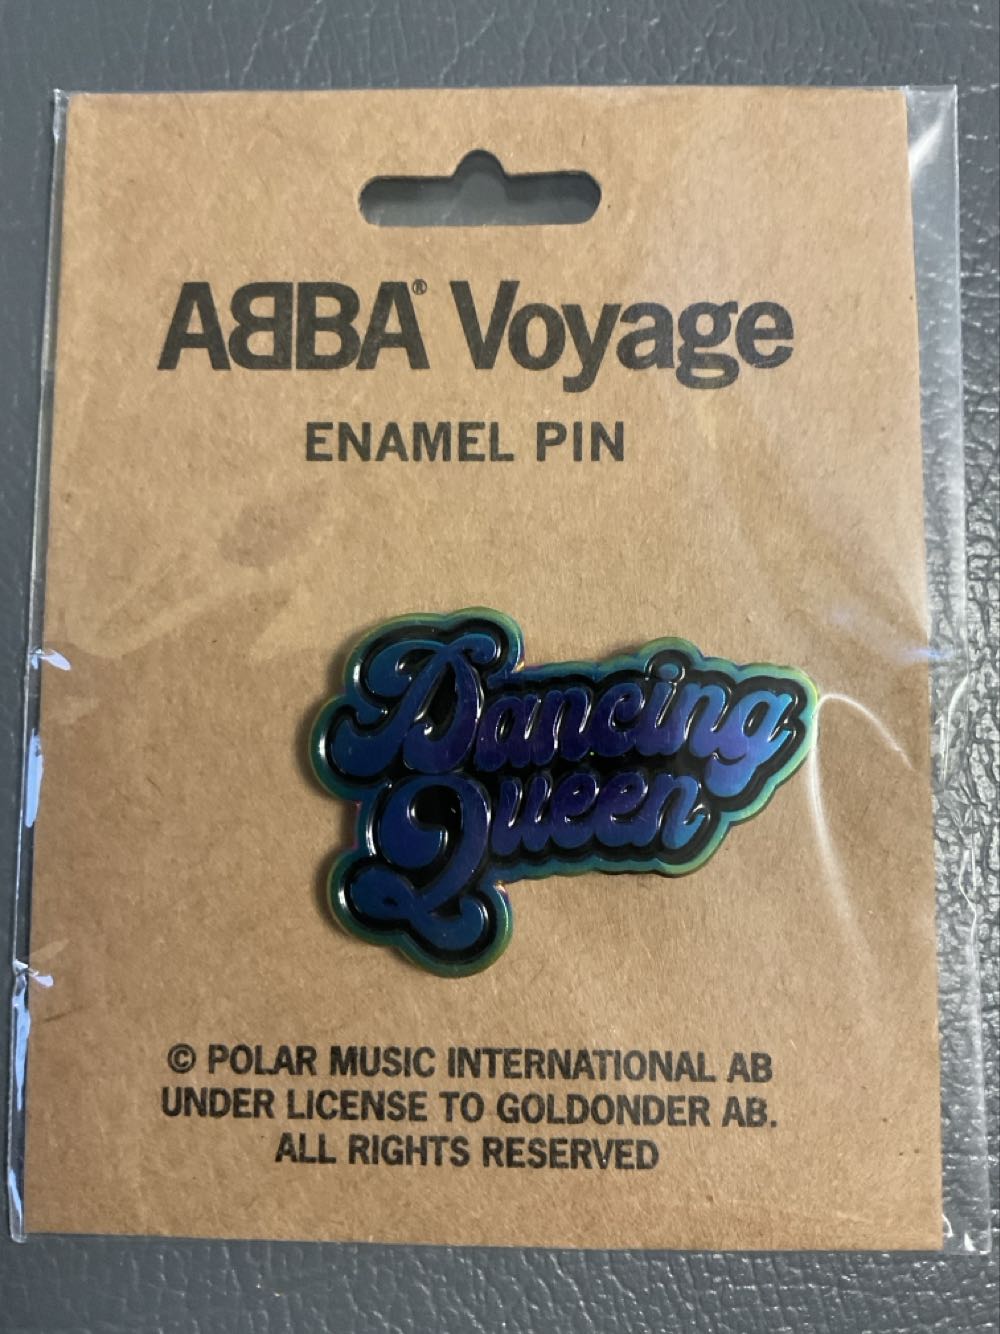 ABBA® Voyage
ENAMEL PIN
Dancing
Queen
© POLAR MUSIC INTERNATIONAL AB
UNDER LICENSE TO GOLDONDER AB.
ALL RIGHTS RESERVED